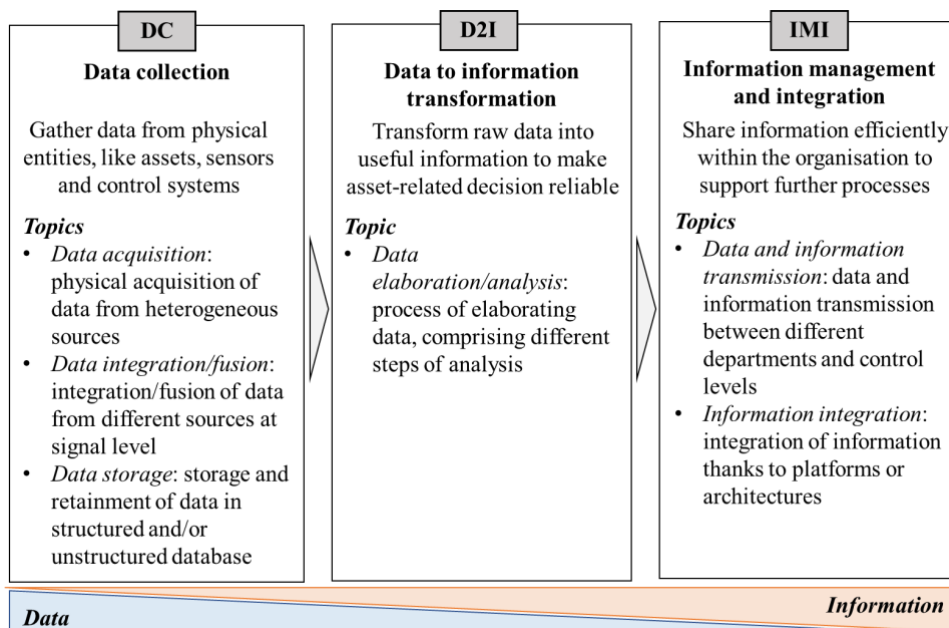 DC
Data collection
Gather data from physical
entities, like assets, sensors
and control systems
Topics
• Data acquisition:
physical acquisition of
data from heterogeneous
sources
• Data integration/fusion:
integration/fusion of data
from different sources at
signal level
• Data storage: storage and
retainment of data in
structured and/or
unstructured database
D2I
Data to information
transformation
Transform raw data into
useful information to make
asset-related decision reliable
Topic
• Data
elaboration/analysis:
process of elaborating
data, comprising different
steps of analysis
IMI
Information management
and integration
Share information efficiently
within the organisation to
support further processes
Topics
• Data and information
transmission: data and
information transmission
between different
departments and control
levels
• Information integration:
integration of information
thanks to platforms or
architectures
Information
Data